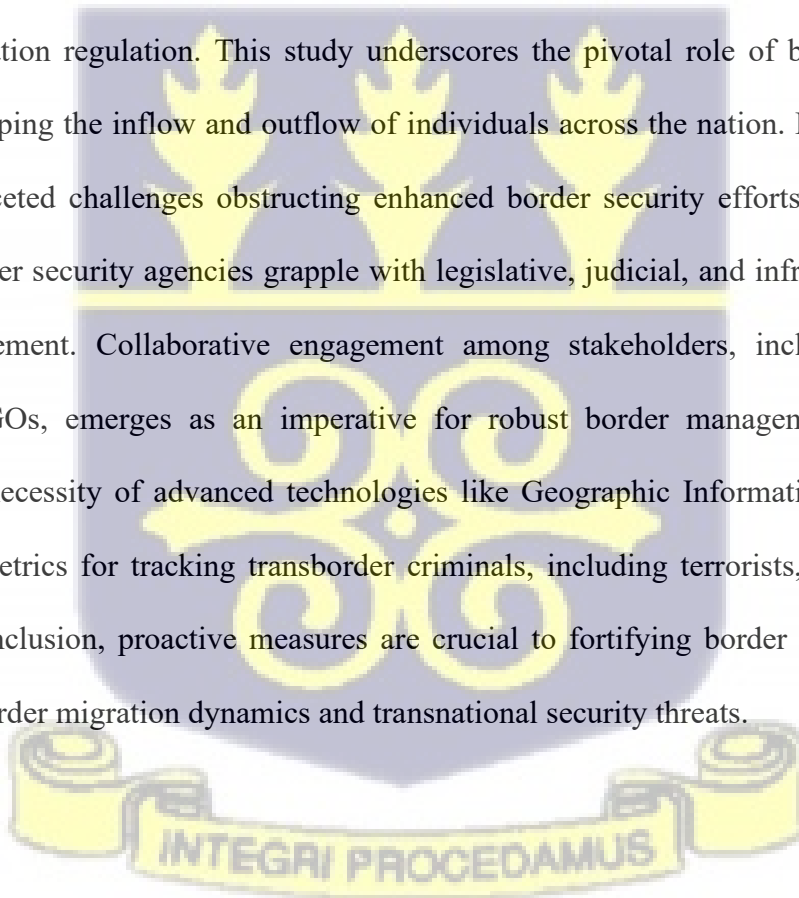 tion regulation. This study underscores the pivotal role of b
ping the inflow and outflow of individuals across the nation.
ceted challenges obstructing enhanced border security efforts
er security agencies grapple with legislative, judicial, and infr
ement. Collaborative engagement among stakeholders, incl
GOs, emerges as an imperative for robust border managem
ecessity of advanced technologies like Geographic Informati
etrics for tracking transborder criminals, including terrorists,
nclusion, proactive measures are crucial to fortifying border
rder migration dynamics and transnational security threats.
INTEGRI PROCEDAMUS